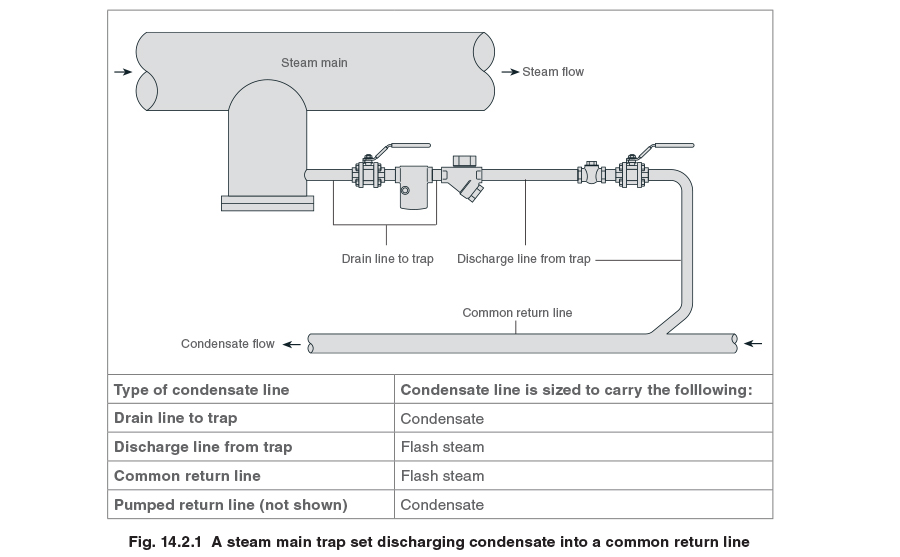 Steam main
Steam flow
Drain line to trap
Discharge line from trap
Common return line
Condensate flow
Type of condensate line
Condensate line is sized to carry the folllowing:
Drain line to trap
Condensate
Discharge line from trap
Flash steam
Common return line
Flash steam
Pumped return line (not shown)
Condensate
Fig. 14.2.1 A steam main trap set discharging condensate into a common return line